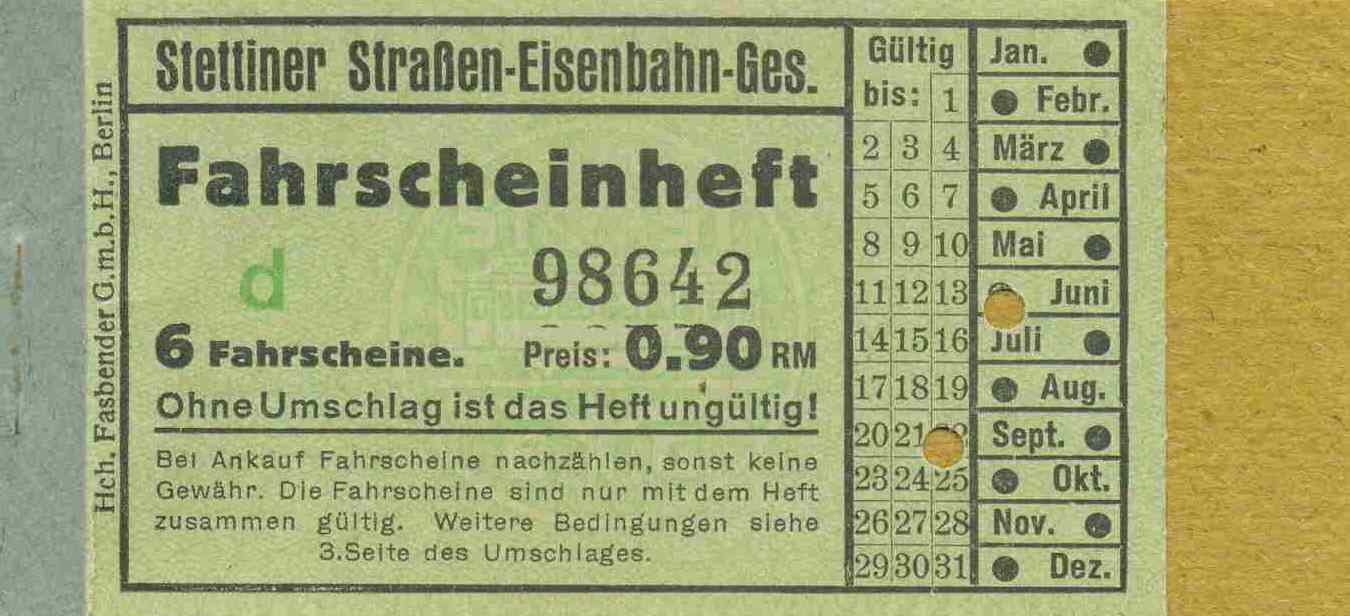 Hch. Fasbender G.m.b.H., Berlin
Stettiner Straßen-Eisenbahn-Ges.
Fahrscheinheft
d 98642
6 Fahrscheine. Preis: 0.90 RM
Ohne Umschlag ist das Heft ungültig!
Bei Ankauf Fahrscheine nachzählen, sonst keine
Gewähr. Die Fahrscheine sind nur mit dem Heft
zusammen gültig. Weitere Bedingungen siehe
3.Seite des Umschlages.
Gültig
bis: 1
2 3 4
5 6 7
8 9 10
11 12 13
14 15 16
17 18 19
20 21
23 24 25
26 27 28
29 30 31
Jan.
Febr.
März
April
Mai
Juni
Juli
Aug.
Sept.
Okt.
Nov.
Dez.